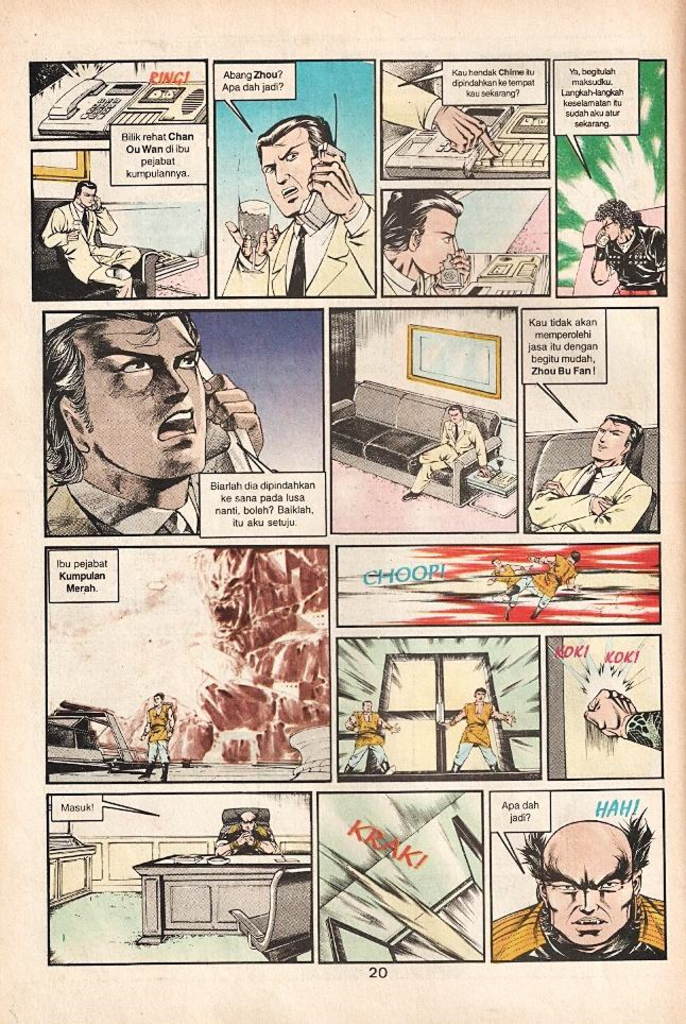 RING!
Bilik rehat Chan
Ou Wan di ibu
pejabat
kumpulannya.
Abang Zhou?
Apa dah jadi?
Kau hendak Chime itu
dipindahkan ke tempat
kau sekarang?
Ya, begitulah
maksudku.
Langkah-langkah
keselamatan itu
sudah aku atur
sekarang.
Biarlah dia dipindahkan
ke sana pada lusa
nanti, boleh? Baiklah,
itu aku setuju.
Kau tidak akan
memperolehi
jasa itu dengan
begitu mudah,
Zhou Bu Fan!
Ibu pejabat
Kumpulan
Merah.
CHOOP!
KOK!
KOK!
Masuk!
KRAK!
Apa dah
jadi?
HAH!
20